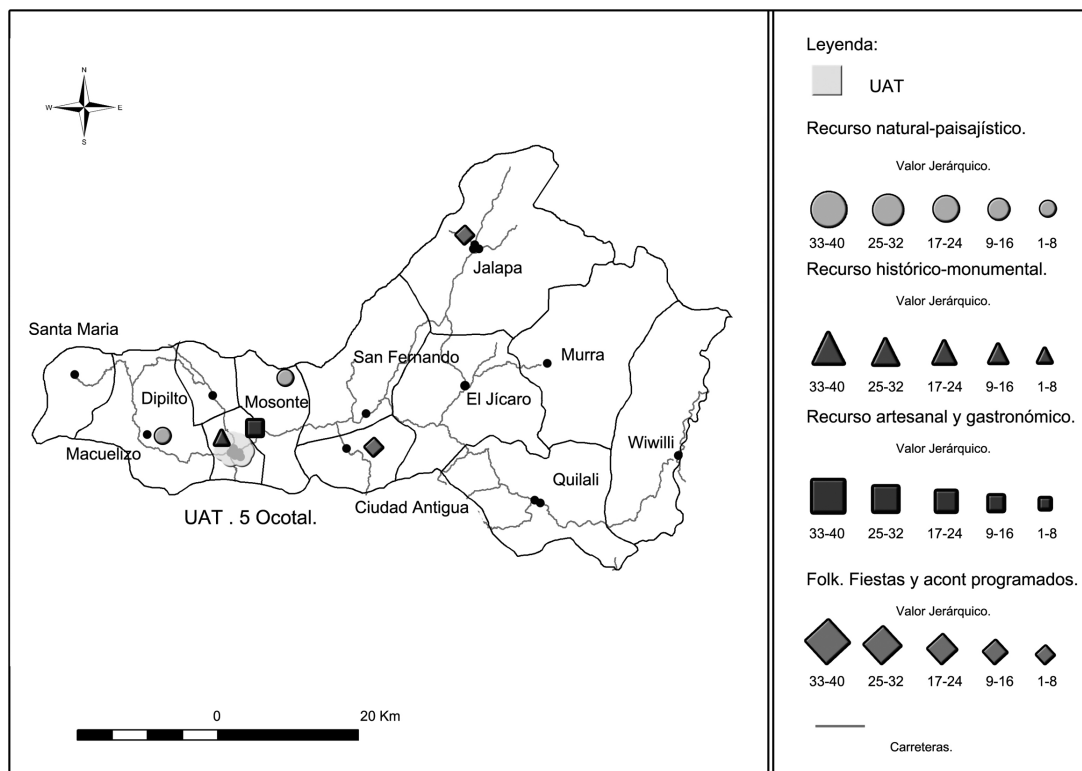 N
W
E
S
Jalapa
Santa Maria
San Fernando
Murra
Dipilto
Mosonte
El Jícaro
Macuelizo
Wiwilli
Quilali
Ciudad Antigua
UAT . 5 Ocotal.
0
20 Km
Leyenda:
UAT
Recurso natural-paisajístico.
Valor Jerárquico.
33-40 25-32 17-24 9-16 1-8
Recurso histórico-monumental.
Valor Jerárquico.
33-40 25-32 17-24 9-16 1-8
Recurso artesanal y gastronómico.
Valor Jerárquico.
33-40 25-32 17-24 9-16 1-8
Folk. Fiestas y acont programados.
Valor Jerárquico.
33-40 25-32 17-24 9-16 1-8
Carreteras.